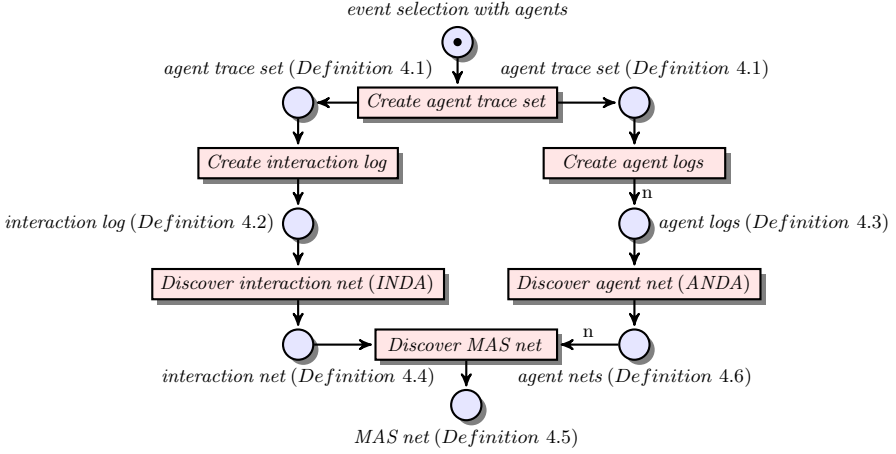 event selection with agents
agent trace set (Definition 4.1)
agent trace set (Definition 4.1)
Create agent trace set
Create interaction log
Create agent logs
n
interaction log (Definition 4.2)
agent logs (Definition 4.3)
Discover interaction net (INDA)
Discover agent net (ANDA)
Discover MAS net
n
interaction net (Definition 4.4)
agent nets (Definition 4.6)
MAS net (Definition 4.5)